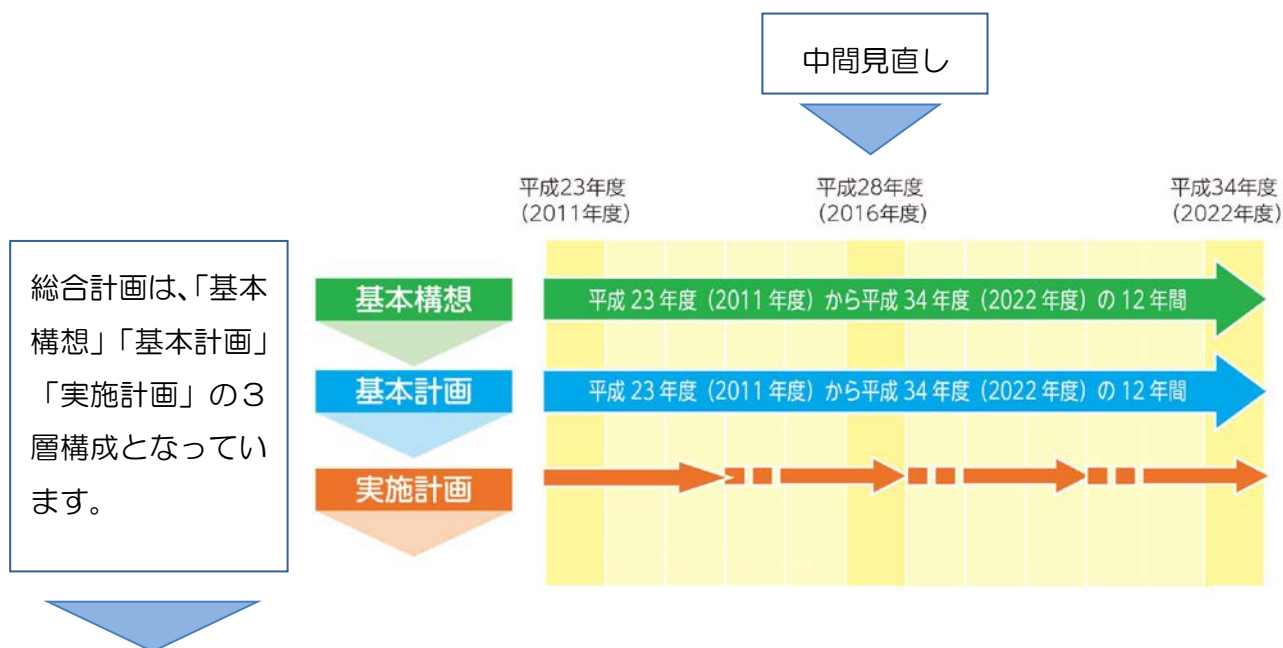 中間見直し
平成23年度
(2011年度)
平成28年度
(2016年度)
平成34年度
(2022年度)
総合計画は、「基本
構想」「基本計画」
「実施計画」の３
層構成となってい
ます。
基本構想
平成 23 年度（2011 年度）から平成 34 年度（2022 年度）の 12 年間
基本計画
平成 23 年度（2011 年度）から平成 34 年度（2022 年度）の 12 年間
実施計画